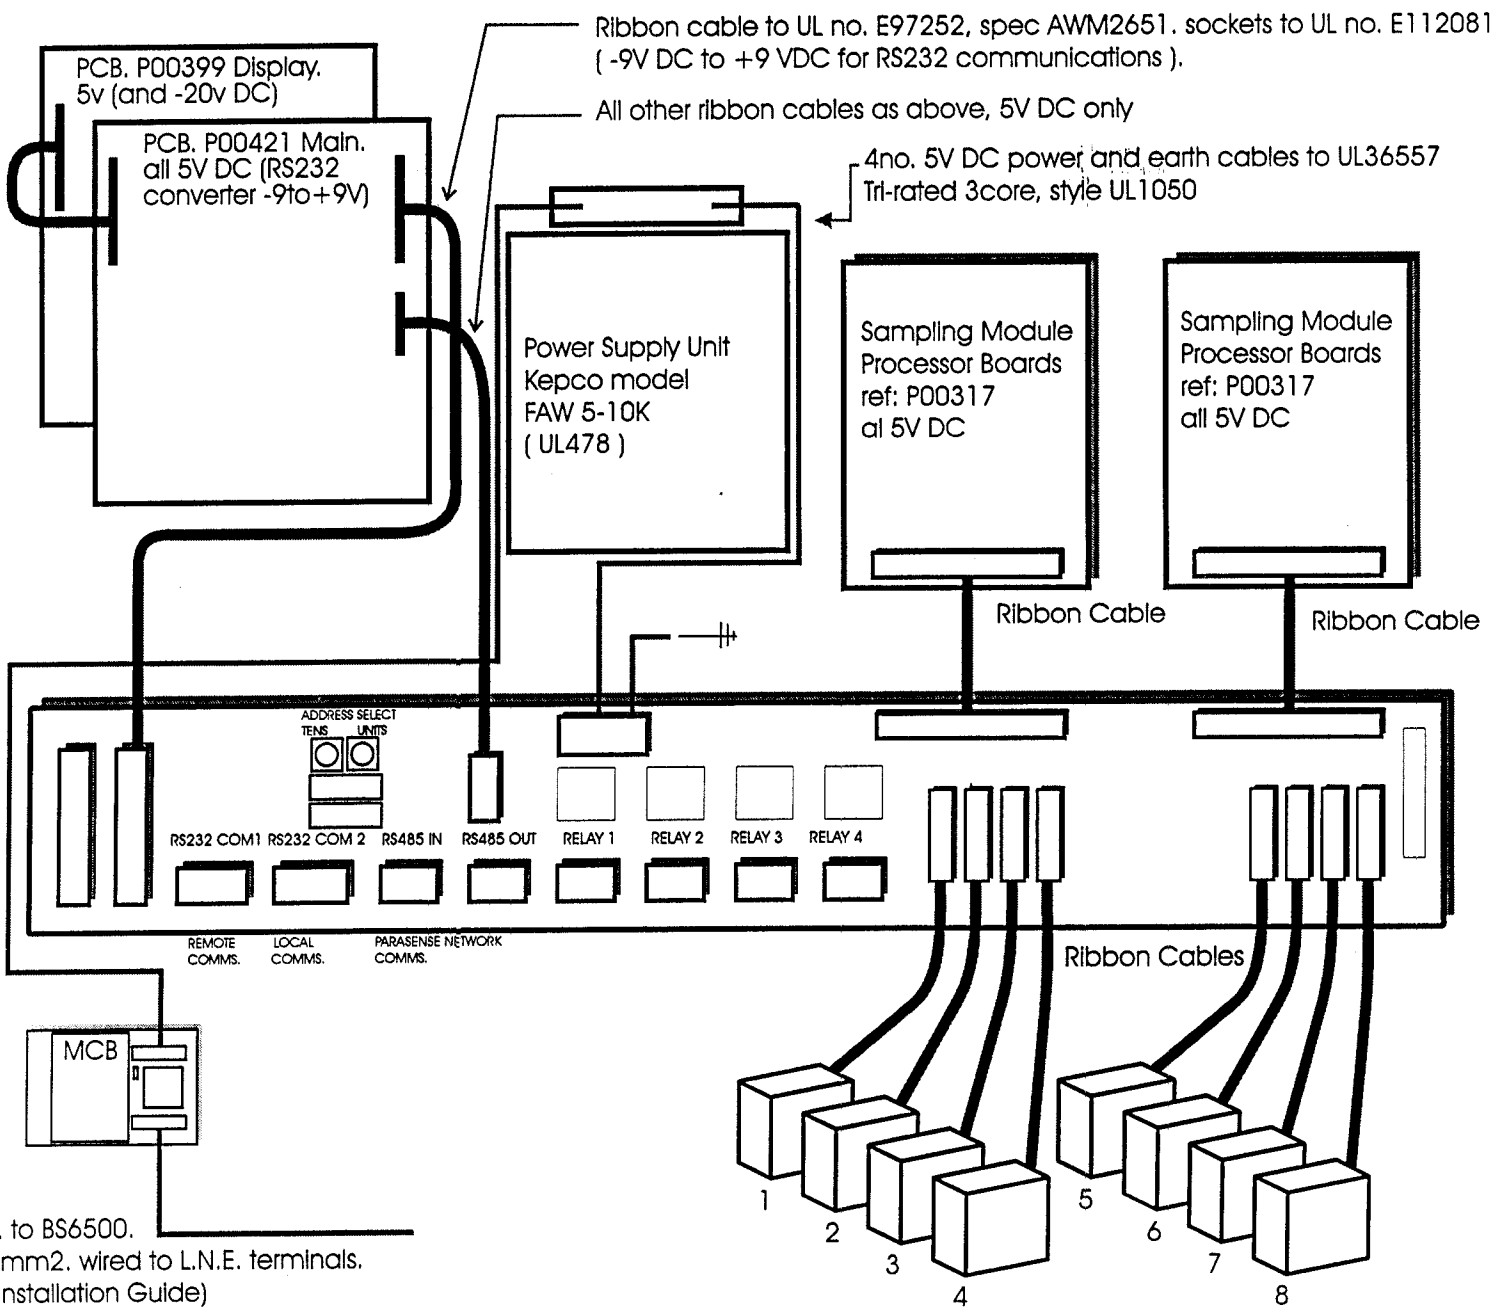 Ribbon cable to UL no. E97252, spec AWM2651. sockets to UL no. E112081
( -9V DC to +9 VDC for RS232 communications ).
All other ribbon cables as above, 5V DC only
4no. 5V DC power and earth cables to UL36557
Tri-rated 3core, style UL1050
PCB. P00399 Display.
5v (and -20v DC)
PCB. P00421 Main.
all 5V DC (RS232
converter -9to+9V)
Power Supply Unit
Kepco model
FAW 5-10K
( UL478 )
Sampling Module
Processor Boards
ref: P00317
al 5V DC
Sampling Module
Processor Boards
ref: P00317
all 5V DC
Ribbon Cable
Ribbon Cable
ADDRESS SELECT
TENS UNITS
RS232 COM1 RS232 COM 2 RS485 IN RS485 OUT RELAY 1 RELAY 2 RELAY 3 RELAY 4
REMOTE
COMMS.
LOCAL
COMMS.
PARASENSE NETWORK
COMMS.
Ribbon Cables
MCB
1
2
3
4
5
6
7
8
. to BS6500.
mm2. wired to L.N.E. terminals.
nstallation Guide)